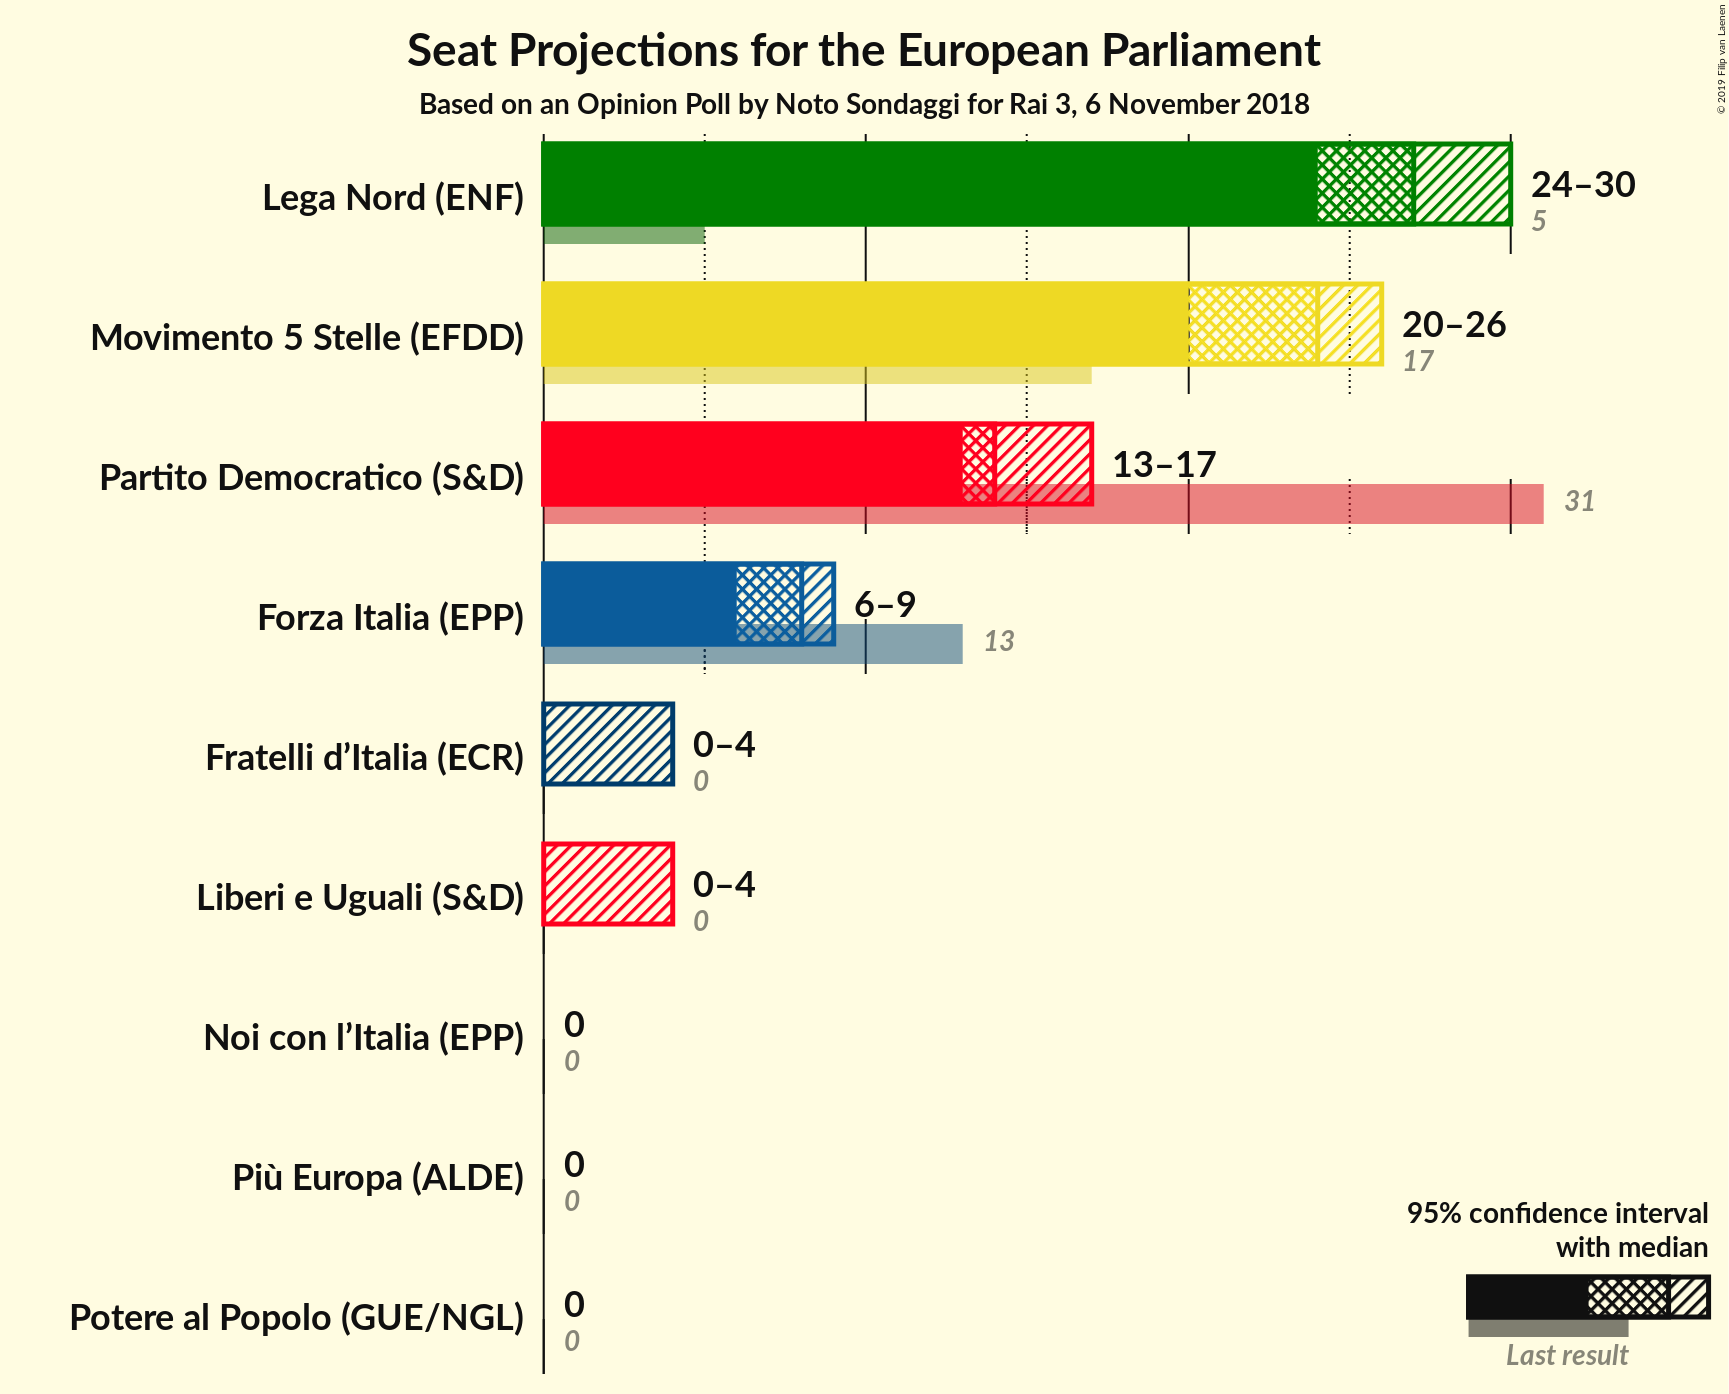 Seat Projections for the European Parliament
Based on an Opinion Poll by Noto Sondaggi for Rai 3, 6 November 2018
© 2019 Filip van Laenen
Lega Nord (ENF)
24–30
5
Movimento 5 Stelle (EFDD)
20–26
17
Partito Democratico (S&D)
13–17
31
Forza Italia (EPP)
6–9
13
Fratelli d’Italia (ECR)
0–4
0
Liberi e Uguali (S&D)
0–4
0
Noi con l’Italia (EPP)
0
0
Più Europa (ALDE)
0
0
Potere al Popolo (GUE/NGL)
0
0
95% confidence interval
with median
Last result